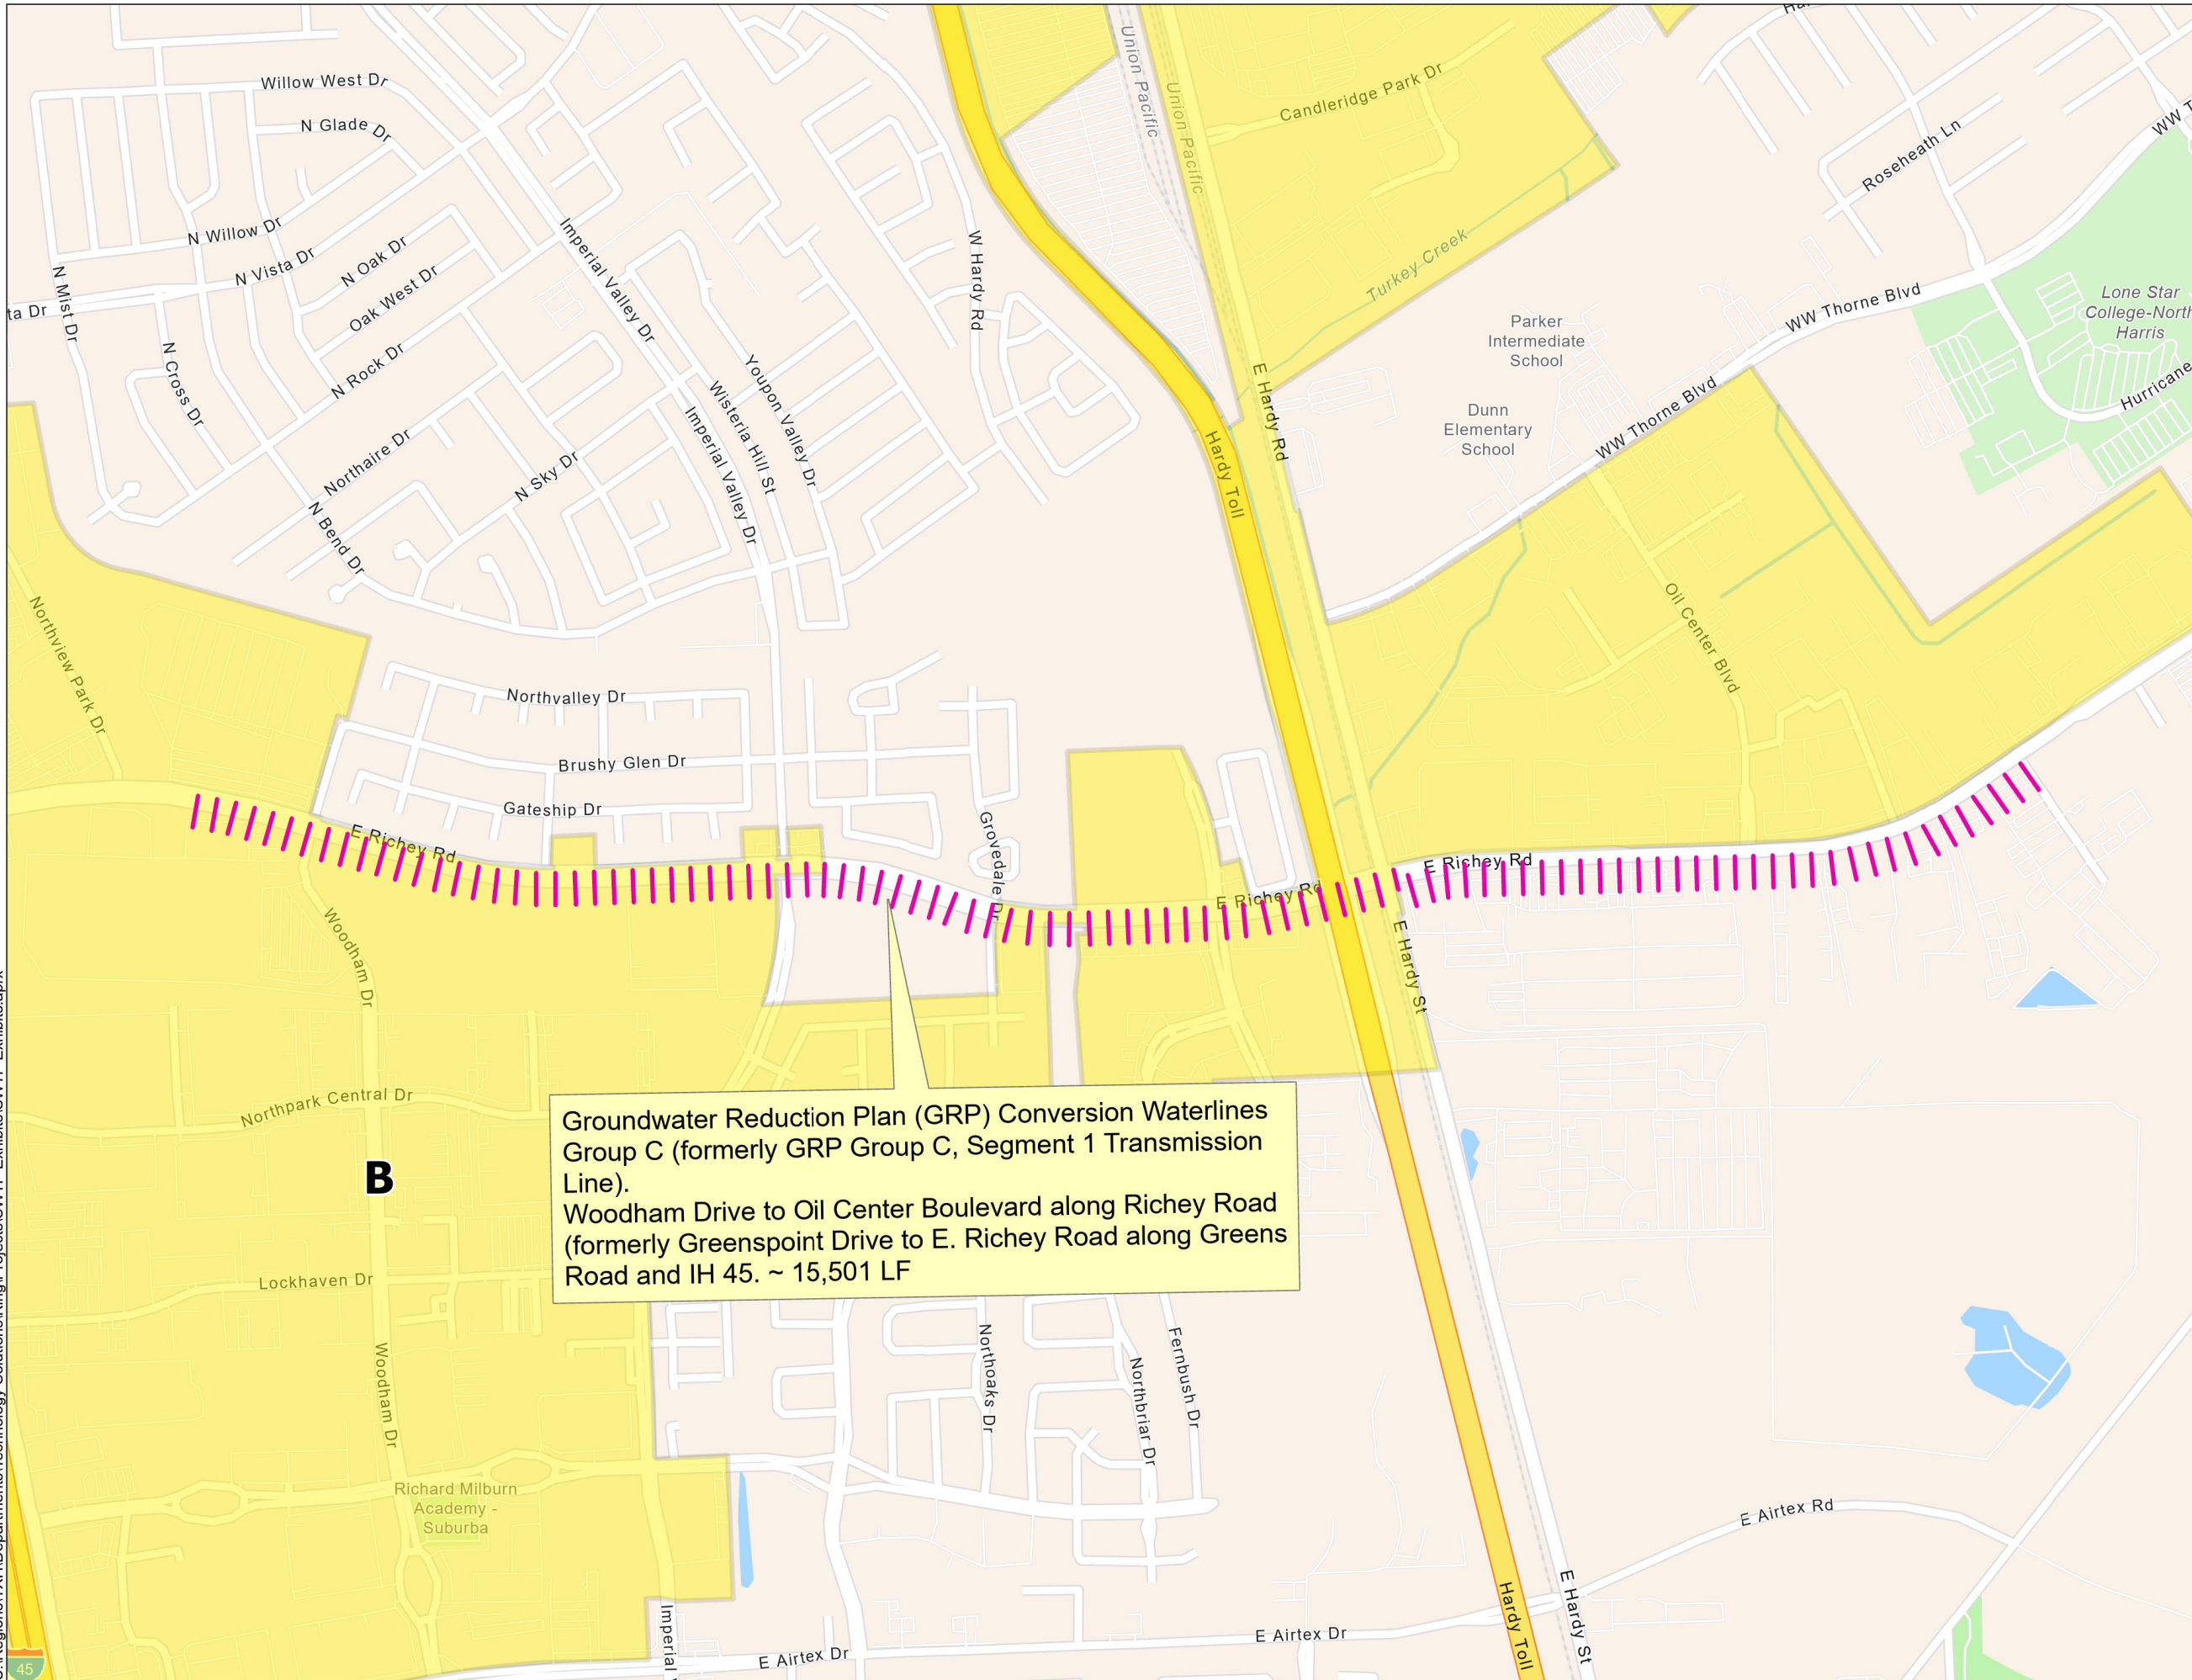 Willow West Dr
N Glade Dr
N Willow Dr
N Vista Dr
N Oak Dr
Oak West Dr
N Rock Dr
N Mist Dr
ta Dr
N Cross Dr
Northaire Dr
N Sky Dr
N Bend Dr
Imperial Valley Dr
Imperial Valley Dr
Wisteria Hill St
Youpon Valley Dr
W Hardy Rd
Union Pacific
Union Pacific
Candleridge Park Dr
Turkey Creek
Roseheath Ln
WW T
WW Thorne Blvd
WW Thorne Blvd
Lone Star
College-North
Harris
Hurricane
Parker
Intermediate
School
Dunn
Elementary
School
E Hardy Rd
Hardy Toll
Oil Center Blvd
Northview Park Dr
Northvalley Dr
Brushy Glen Dr
Gateship Dr
Grovedale Dr
E Richey Rd
E Richey Rd
E Richey Rd
E Hardy St
Woodham Dr
Northpark Central Dr
B
Groundwater Reduction Plan (GRP) Conversion Waterlines
Group C (formerly GRP Group C, Segment 1 Transmission
Line).
Woodham Drive to Oil Center Boulevard along Richey Road
(formerly Greenspoint Drive to E. Richey Road along Greens
Road and IH 45. ~ 15,501 LF
Lockhaven Dr
Woodham Dr
Northoaks Dr
Northbriar Dr
Fernbush Dr
Richard Milburn
Academy -
Suburba
E Airtex Rd
E Airtex Dr
E Airtex Dr
Imperial
Hardy Toll
E Hardy St
45